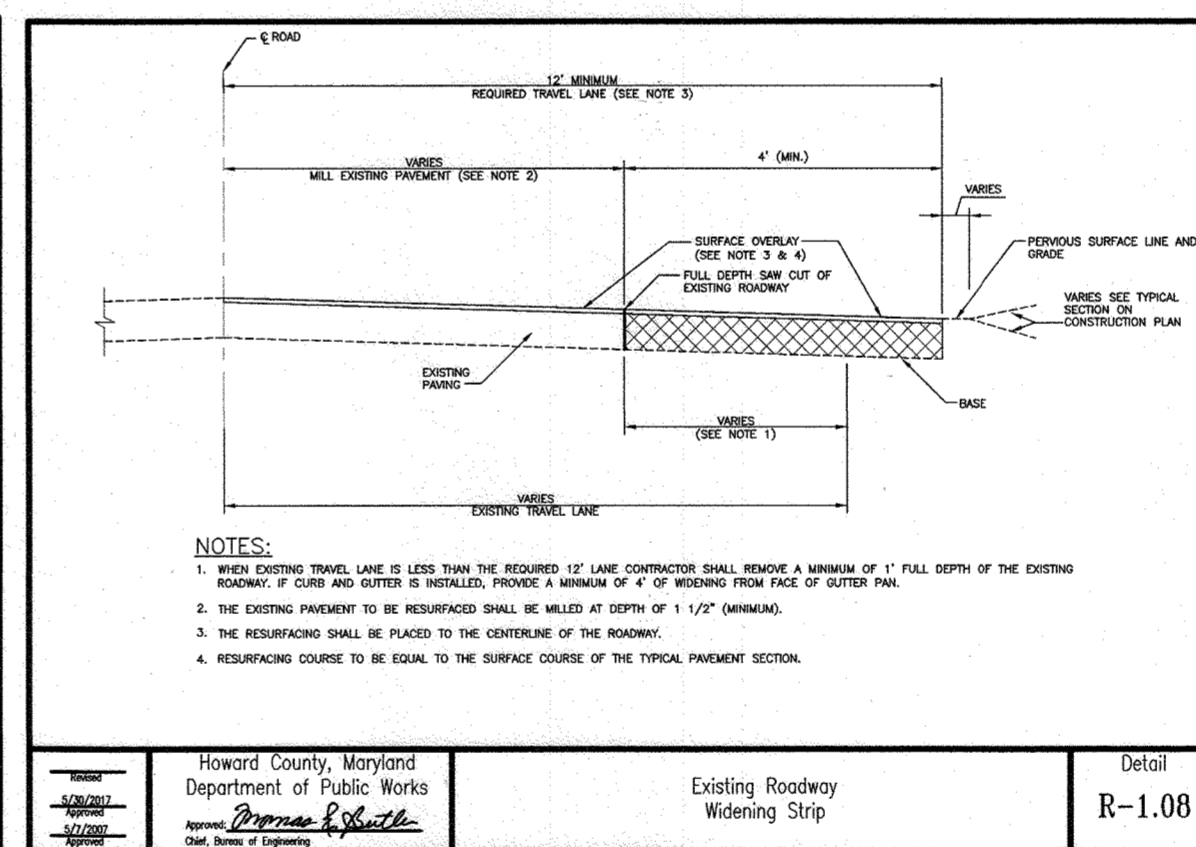 ℄ ROAD
12' MINIMUM
REQUIRED TRAVEL LANE (SEE NOTE 3)
VARIES
MILL EXISTING PAVEMENT (SEE NOTE 2)
4' (MIN.)
VARIES
SURFACE OVERLAY
(SEE NOTE 3 & 4)
FULL DEPTH SAW CUT OF
EXISTING ROADWAY
PERVIOUS SURFACE LINE AND
GRADE
VARIES SEE TYPICAL
SECTION ON
CONSTRUCTION PLAN
EXISTING
PAVING
BASE
VARIES
(SEE NOTE 1)
VARIES
EXISTING TRAVEL LANE
NOTES:
1. WHEN EXISTING TRAVEL LANE IS LESS THAN THE REQUIRED 12' LANE CONTRACTOR SHALL REMOVE A MINIMUM OF 1' FULL DEPTH OF THE EXISTING
ROADWAY. IF CURB AND GUTTER IS INSTALLED, PROVIDE A MINIMUM OF 4' OF WIDENING FROM FACE OF GUTTER PAN.
2. THE EXISTING PAVEMENT TO BE RESURFACED SHALL BE MILLED AT DEPTH OF 1 1/2" (MINIMUM).
3. THE RESURFACING SHALL BE PLACED TO THE CENTERLINE OF THE ROADWAY.
4. RESURFACING COURSE TO BE EQUAL TO THE SURFACE COURSE OF THE TYPICAL PAVEMENT SECTION.
Revised
5/30/2017
Approved
5/7/2007
Approved
Howard County, Maryland
Department of Public Works
Approved: Thomas E. Butler
Chief, Bureau of Engineering
Existing Roadway
Widening Strip
Detail
R-1.08